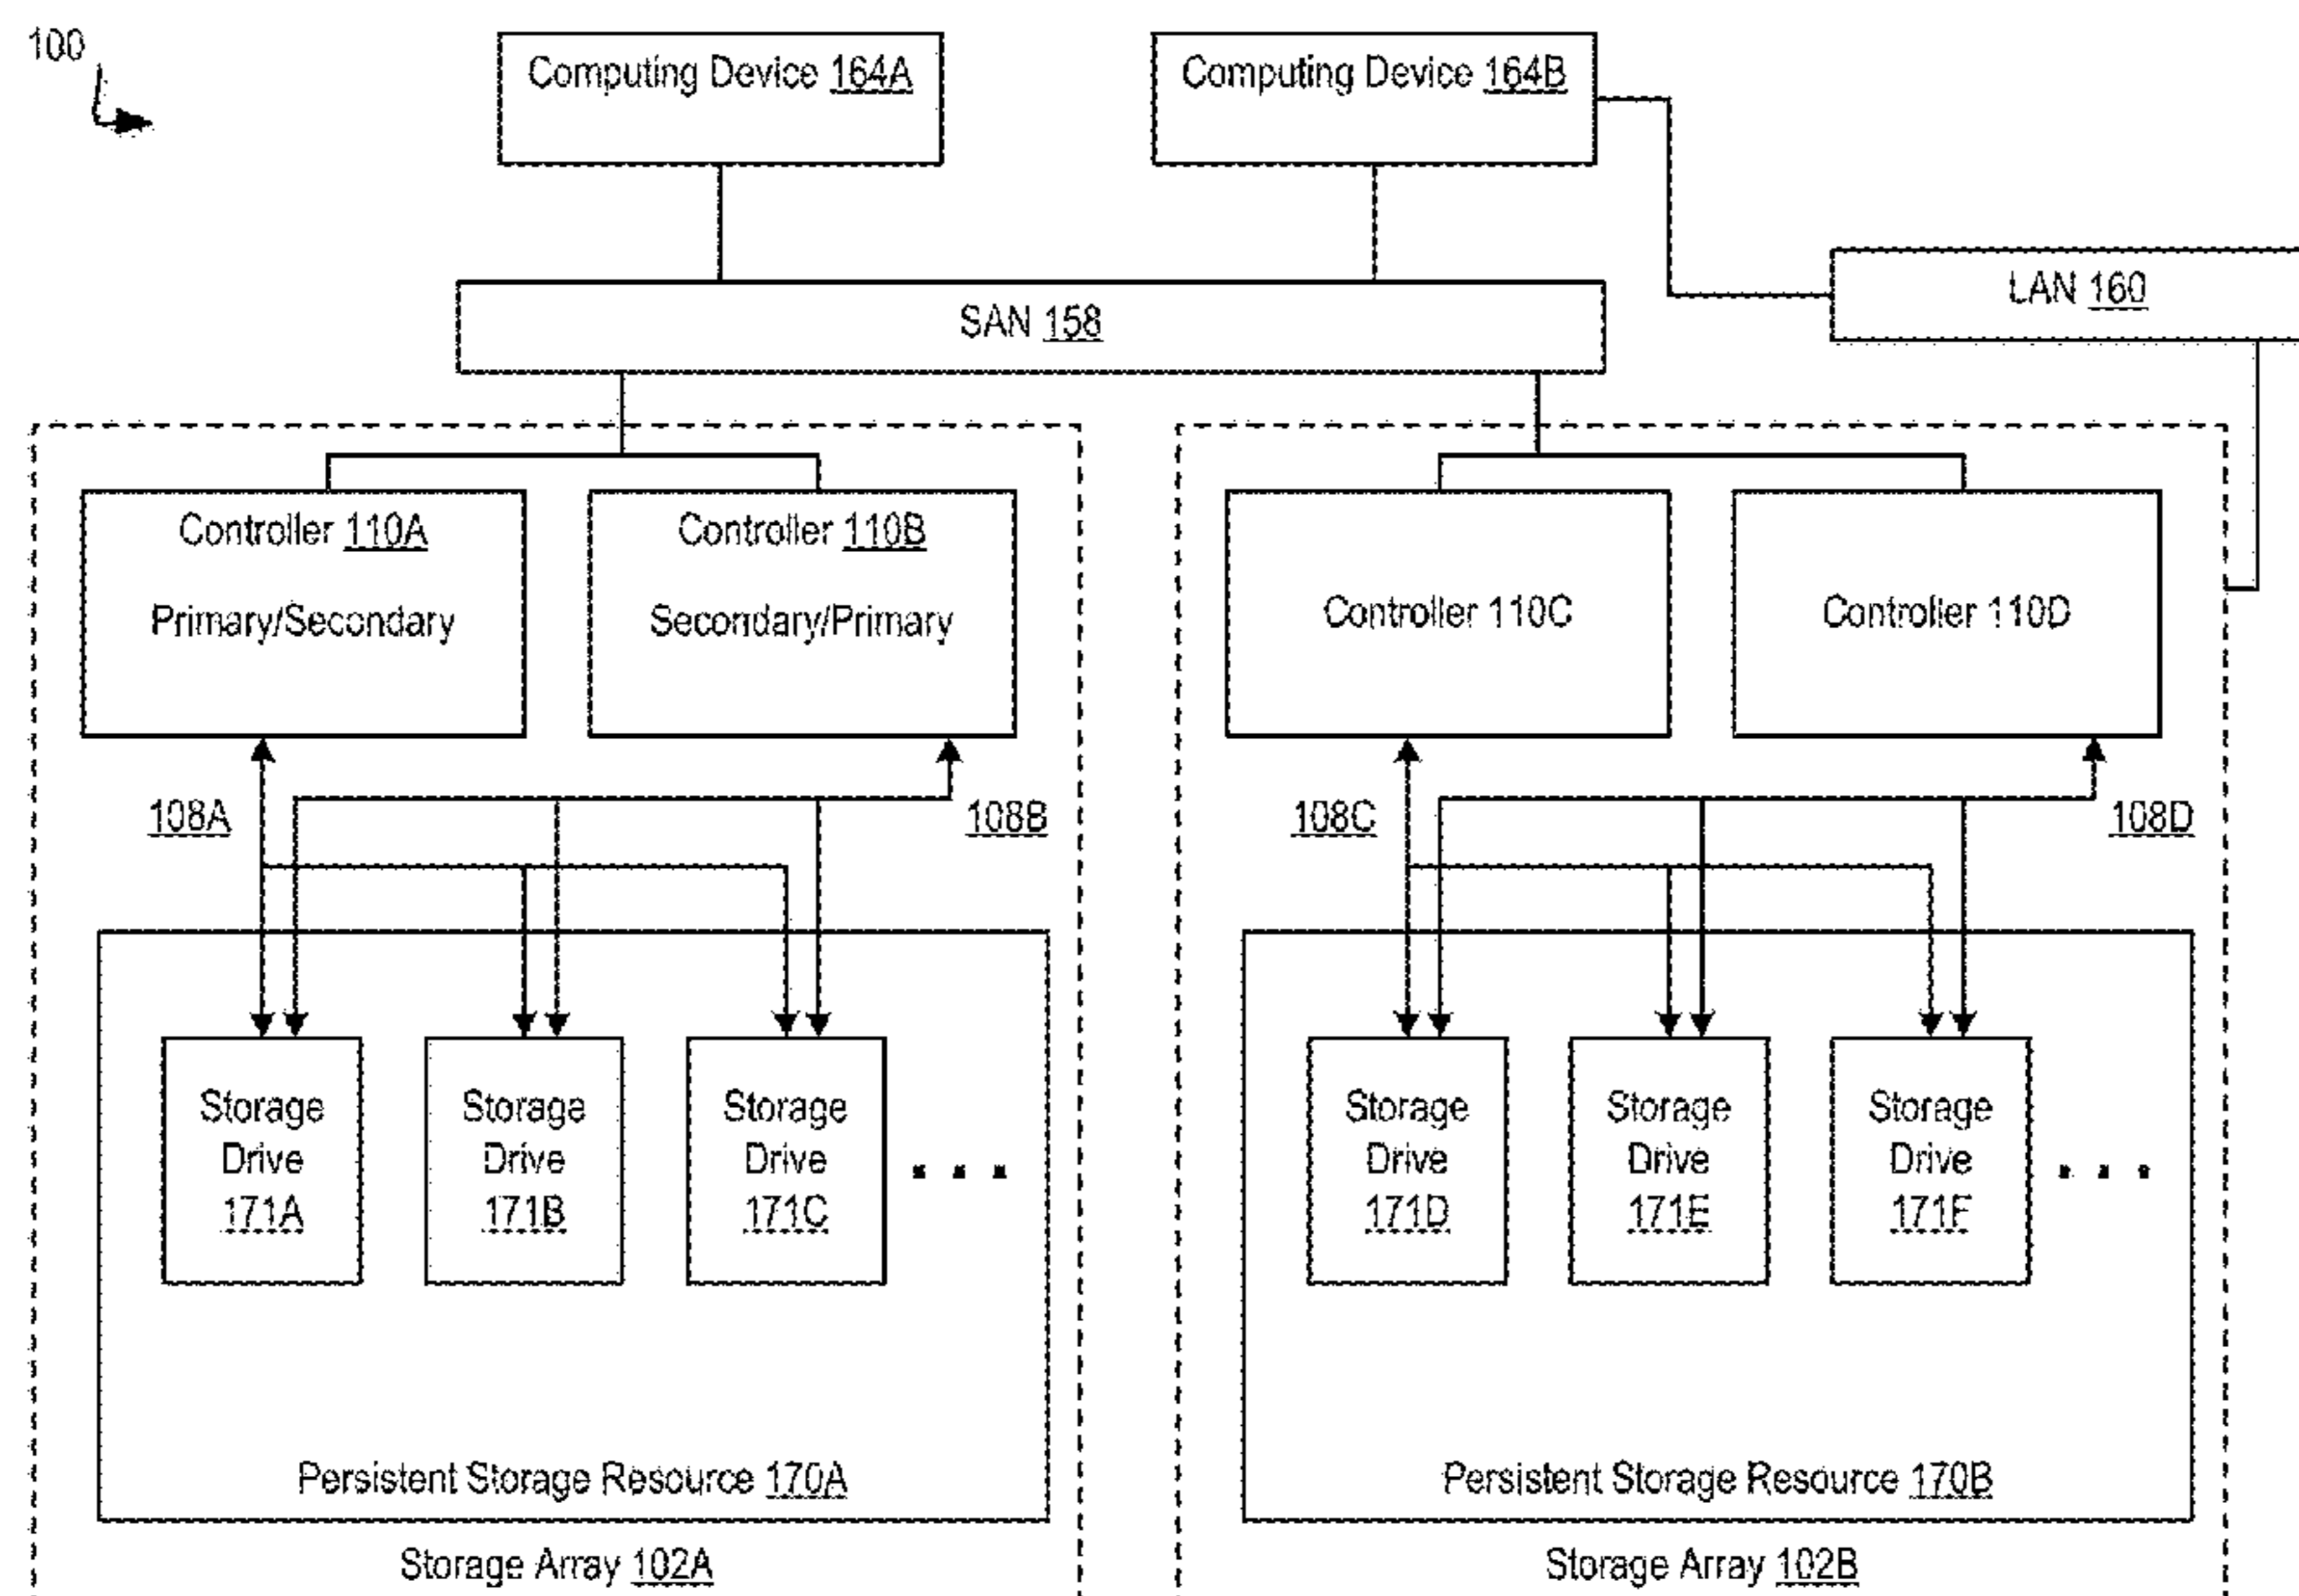 100
Computing Device 164A
Computing Device 164B
LAN 160
SAN 158
Controller 110A
Primary/Secondary
Controller 110B
Secondary/Primary
Controller 110C
Controller 110D
108A
108B
108C
108D
Storage
Drive
171A
Storage
Drive
171B
Storage
Drive
171C
. . .
Storage
Drive
171D
Storage
Drive
171E
Storage
Drive
171F
. . .
Persistent Storage Resource 170A
Persistent Storage Resource 170B
Storage Array 102A
Storage Array 102B